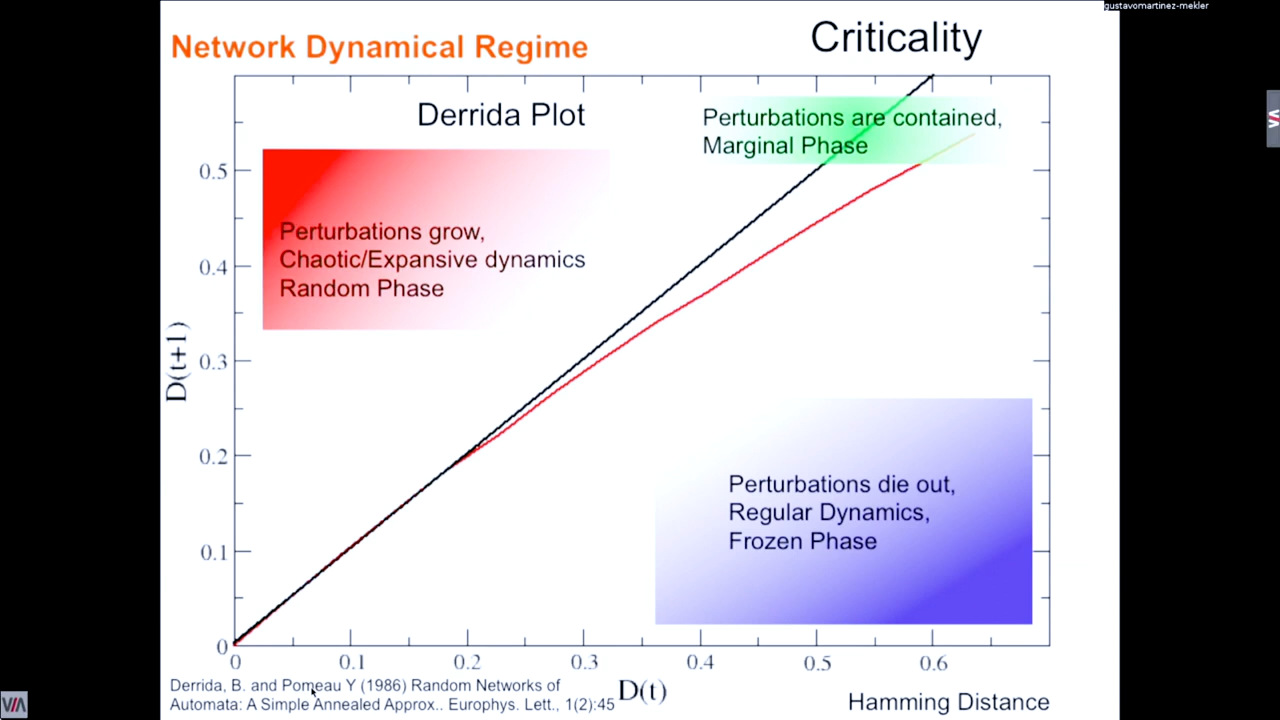 gustavomartinez-mekler
Network Dynamical Regime
Criticality
Derrida Plot
Perturbations are contained,
Marginal Phase
Perturbations grow,
Chaotic/Expansive dynamics
Random Phase
Perturbations die out,
Regular Dynamics,
Frozen Phase
D(t+1)
0.5
0.4
0.3
0.2
0.1
0
0 0.1 0.2 0.3 0.4 0.5 0.6
D(t)
Hamming Distance
Derrida, B. and Pomeau Y (1986) Random Networks of
Automata: A Simple Annealed Approx.. Europhys. Lett., 1(2):45
VIA